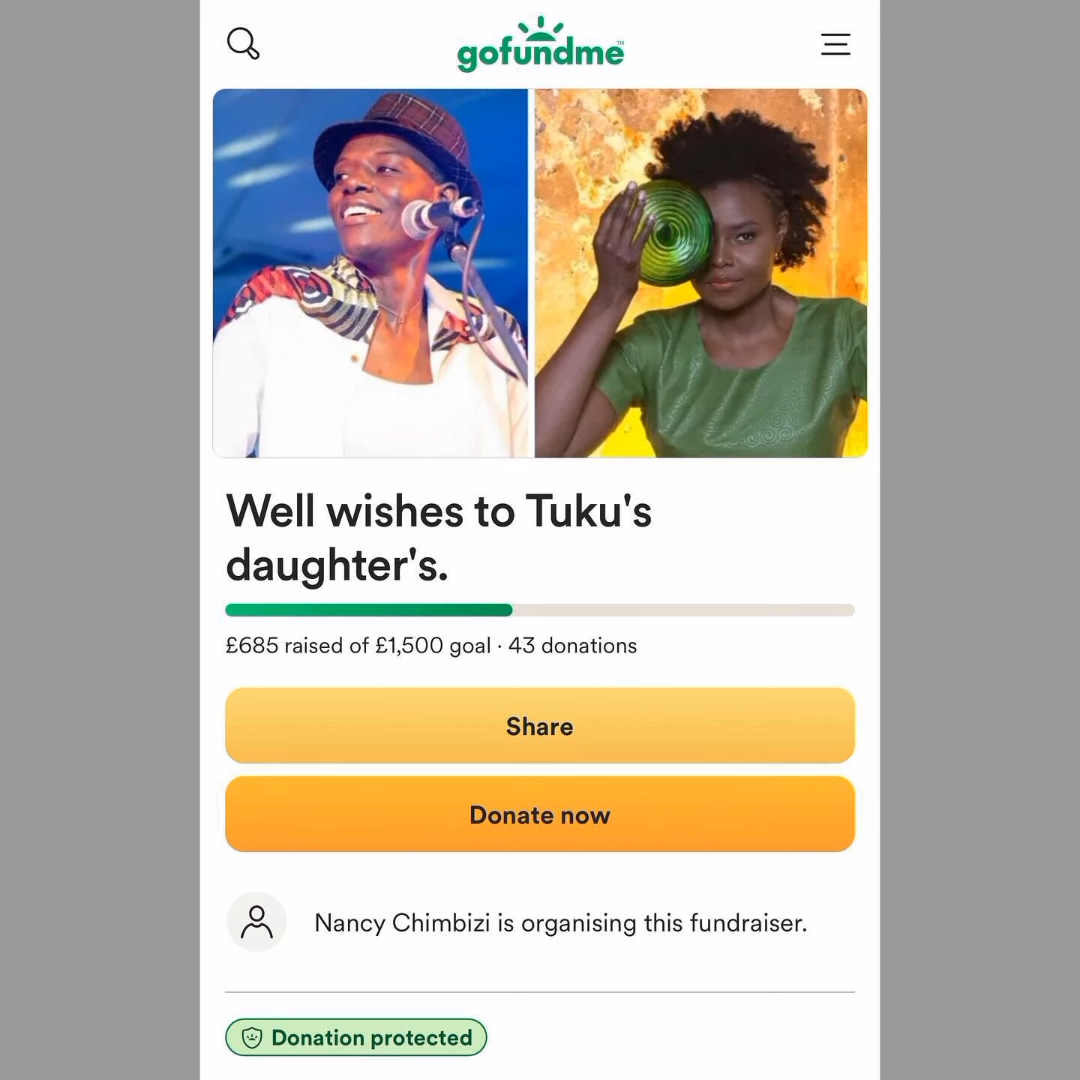 gofundme™
Well wishes to Tuku's
daughter's.
£685 raised of £1,500 goal · 43 donations
Share
Donate now
Nancy Chimbizi is organising this fundraiser.
Donation protected